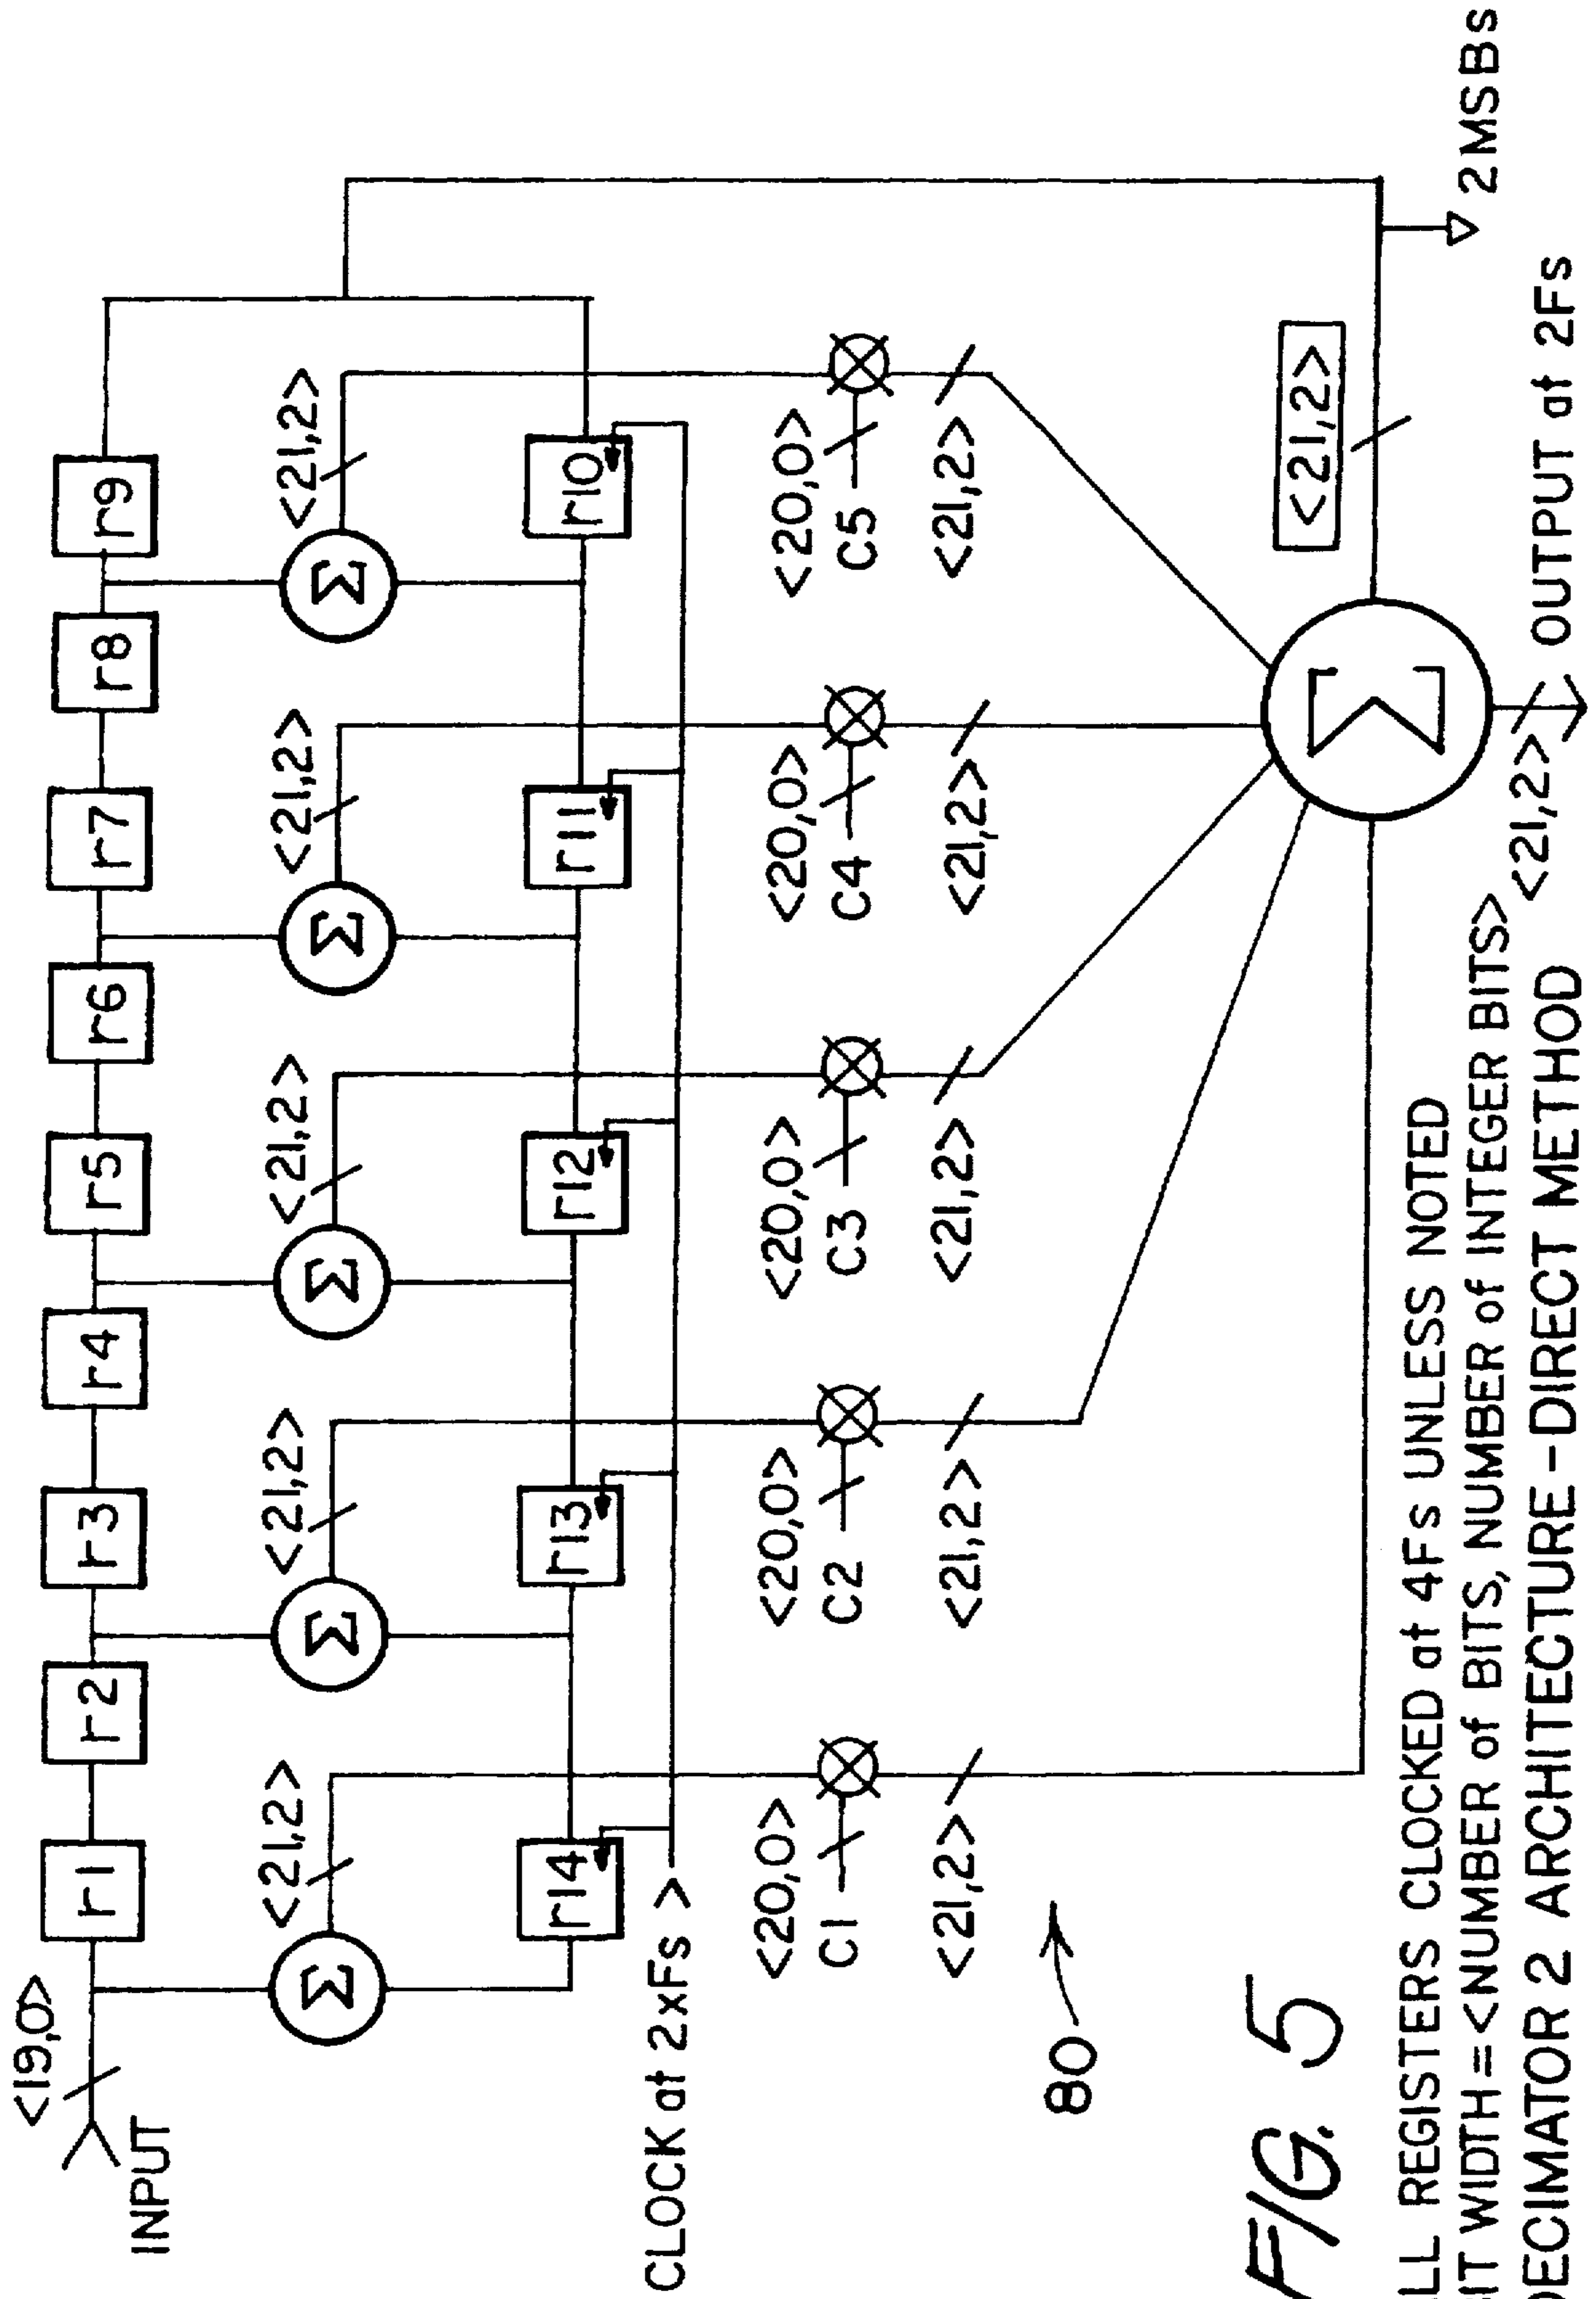 <19,0>
INPUT
r1 r2 r3 r4 r5 r6 r7 r8 r9
<21,2> <21,2> <21,2> <21,2> <21,2>
Σ Σ Σ Σ Σ
r14 r13 r12 r11 r10
CLOCK at 2xFs >
<20,0> <20,0> <20,0> <20,0> <20,0>
C1 C2 C3 C4 C5
<21,2> <21,2> <21,2> <21,2> <21,2>
80
<21,2>
Σ
2 MSBs
<21,2> OUTPUT at 2Fs
FIG. 5
LL REGISTERS CLOCKED at 4Fs UNLESS NOTED
IT WIDTH = <NUMBER of BITS, NUMBER of INTEGER BITS>
DECIMATOR 2 ARCHITECTURE-DIRECT METHOD